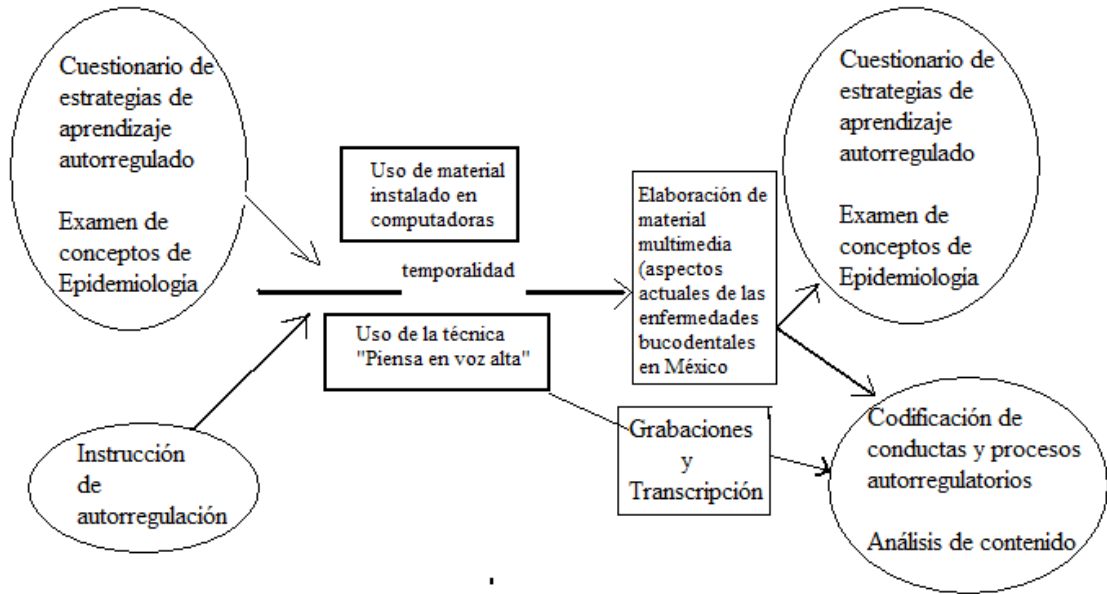 Cuestionario de
estrategias de
aprendizaje
autorregulado
Examen de
conceptos de
Epidemiología
Instrucción
de
autorregulación
Uso de material
instalado en
computadoras
temporalidad
Uso de la técnica
"Piensa en voz alta"
Elaboración de
material
multimedia
(aspectos
actuales de las
enfermedades
bucodentales
en México
Grabaciones
y
Transcripción
Cuestionario de
estrategias de
aprendizaje
autorregulado
Examen de
conceptos de
Epidemiología
Codificación de
conductas y procesos
autorregulatorios
Análisis de contenido